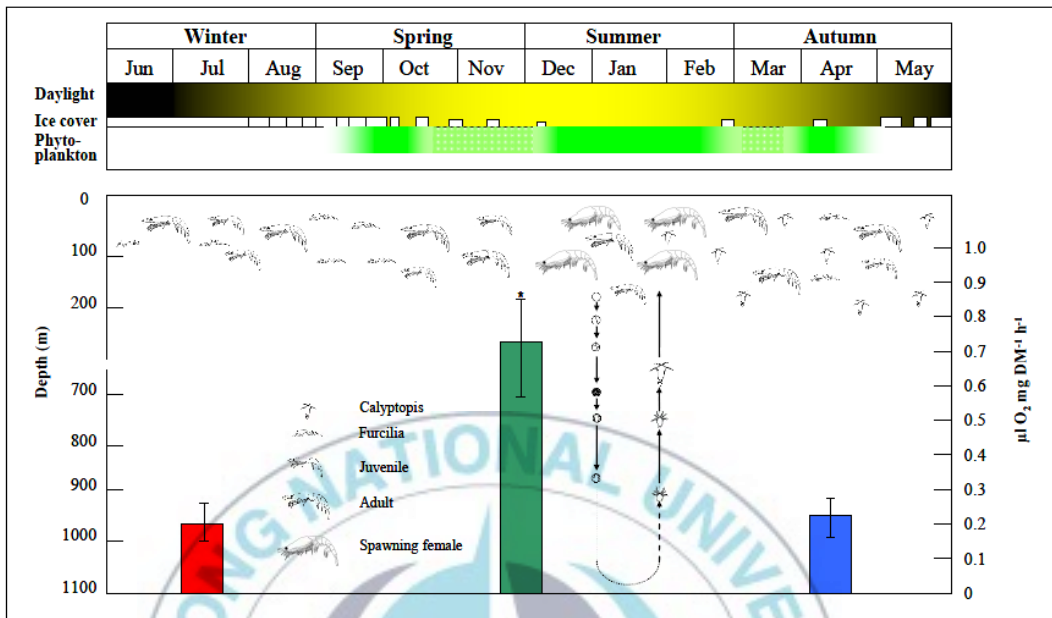 Winter Spring Summer Autumn
Jun Jul Aug Sep Oct Nov Dec Jan Feb Mar Apr May
Daylight
Ice cover
Phyto-
plankton
0
100
200
700
800
900
1000
1100
Depth (m)
Calyptopis
Furcilia
Juvenile
Adult
Spawning female
*
1.0
0.9
0.8
0.7
0.6
0.5
0.4
0.3
0.2
0.1
0
µl O₂ mg DM⁻¹ h⁻¹
ONG NATIONAL UNIVE